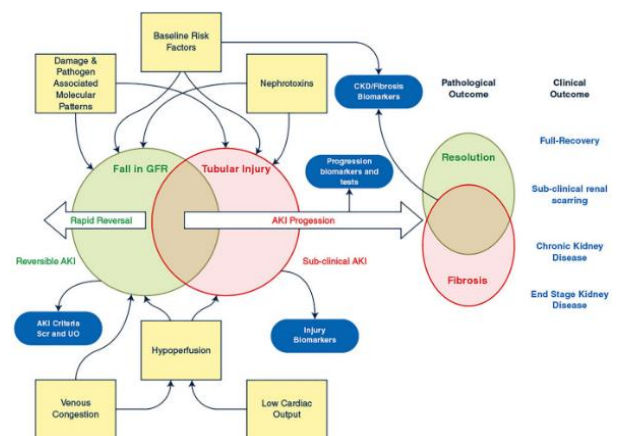 Baseline Risk
Factors
Damage &
Pathogen
Associated
Molecular
Patterns
Nephrotoxins
CKD/Fibrosis
Biomarkers
Pathological
Outcome
Clinical
Outcome
Fall in GFR
Tubular Injury
Progression
biomarkers and
tests
Resolution
Full-Recovery
Rapid Reversal
AKI Progession
Sub-clinical renal
scarring
Reversible AKI
Sub-clinical AKI
Chronic Kidney
Disease
Fibrosis
End Stage Kidney
Disease
AKI Criteria
Scr and UO
Injury
Biomarkers
Hypoperfusion
Venous
Congestion
Low Cardiac
Output